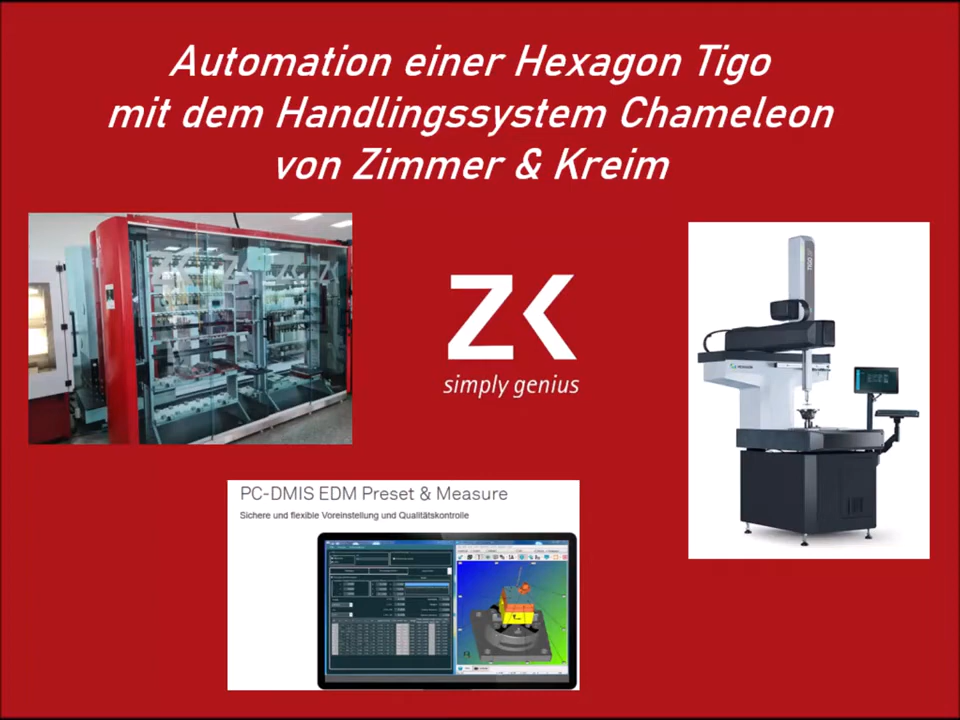 Automation einer Hexagon Tigo
mit dem Handlingssystem Chameleon
von Zimmer & Kreim
ZK
simply genius
TIGO
HEXAGON
PC-DMIS EDM Preset & Measure
Sichere und flexible Voreinstellung und Qualitätskontrolle